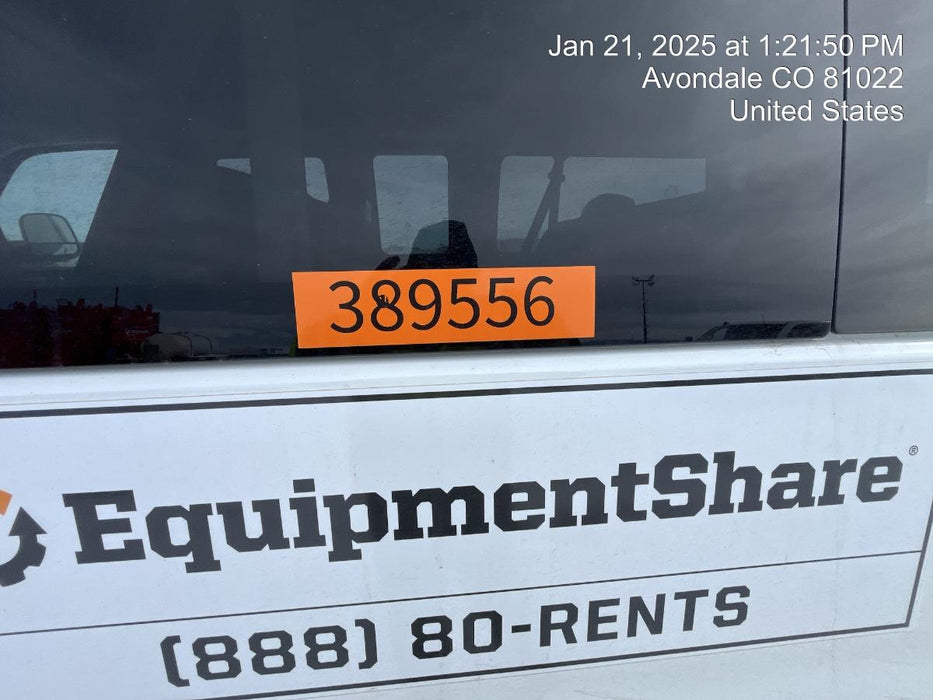 Jan 21, 2025 at 1:21:50 PM
Avondale CO 81022
United States
389556
EquipmentShare®
(888) 80-RENTS